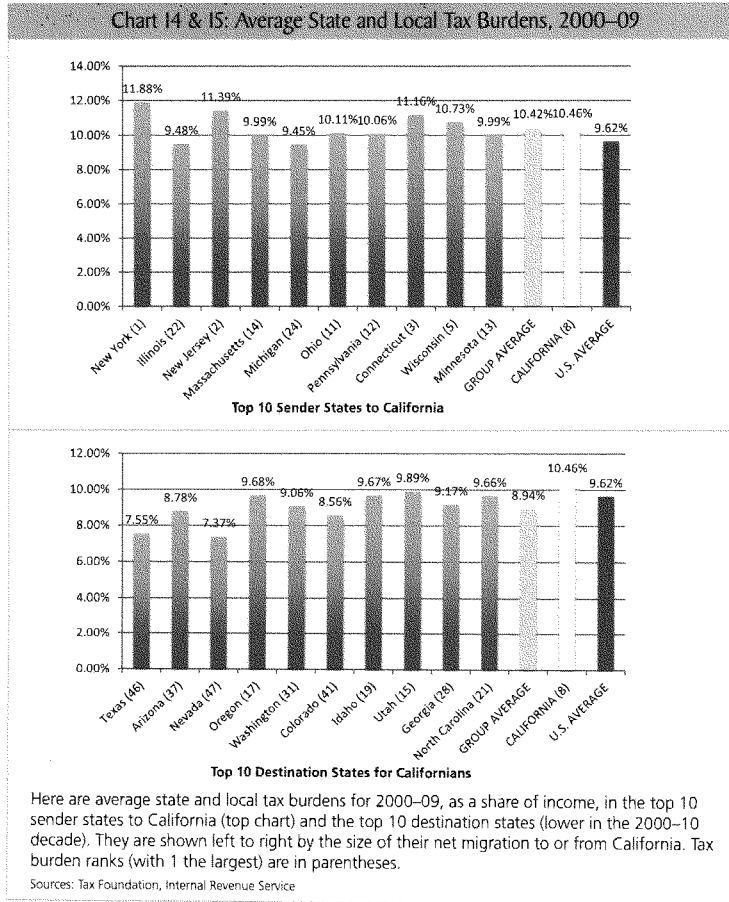 Chart 14 & 15: Average State and Local Tax Burdens, 2000–09
14.00%
12.00%
10.00%
8.00%
6.00%
4.00%
2.00%
0.00%
11.88%
9.48%
11.39%
9.99%
9.45%
10.11%
10.06%
11.16%
10.73%
9.99%
10.42%
10.46%
9.62%
New York (1)
Illinois (22)
New Jersey (2)
Massachusetts (14)
Michigan (24)
Ohio (11)
Pennsylvania (12)
Connecticut (3)
Wisconsin (5)
Minnesota (13)
GROUP AVERAGE
CALIFORNIA (8)
U.S. AVERAGE
Top 10 Sender States to California
12.00%
10.00%
8.00%
6.00%
4.00%
2.00%
0.00%
7.55%
8.78%
7.37%
9.68%
9.06%
8.56%
9.67%
9.89%
9.17%
9.66%
8.94%
10.46%
9.62%
Texas (46)
Arizona (37)
Nevada (47)
Oregon (17)
Washington (31)
Colorado (41)
Idaho (19)
Utah (15)
Georgia (28)
North Carolina (21)
GROUP AVERAGE
CALIFORNIA (8)
U.S. AVERAGE
Top 10 Destination States for Californians
Here are average state and local tax burdens for 2000–09, as a share of income, in the top 10
sender states to California (top chart) and the top 10 destination states (lower in the 2000–10
decade). They are shown left to right by the size of their net migration to or from California. Tax
burden ranks (with 1 the largest) are in parentheses.
Sources: Tax Foundation, Internal Revenue Service